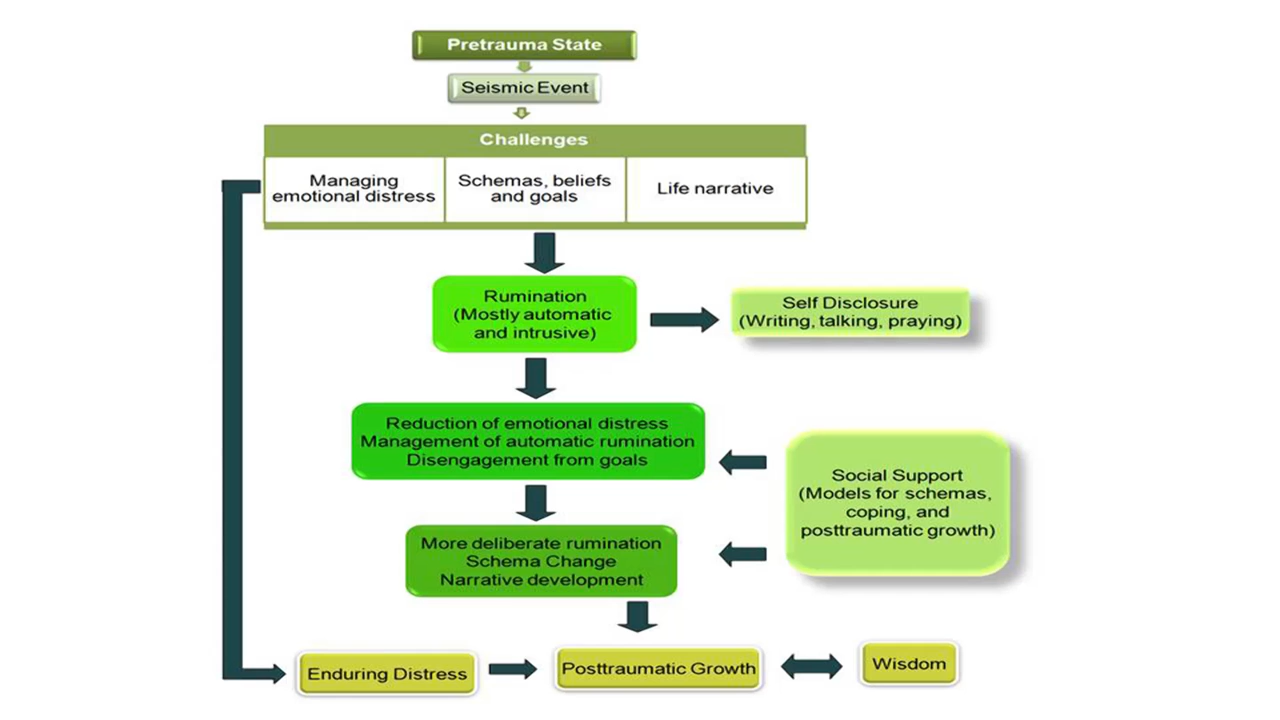 Pretrauma State
Seismic Event
Challenges
Managing
emotional distress
Schemas, beliefs
and goals
Life narrative
Rumination
(Mostly automatic
and intrusive)
Self Disclosure
(Writing, talking, praying)
Reduction of emotional distress
Management of automatic rumination
Disengagement from goals
Social Support
(Models for schemas,
coping, and
posttraumatic growth)
More deliberate rumination
Schema Change
Narrative development
Enduring Distress
Posttraumatic Growth
Wisdom